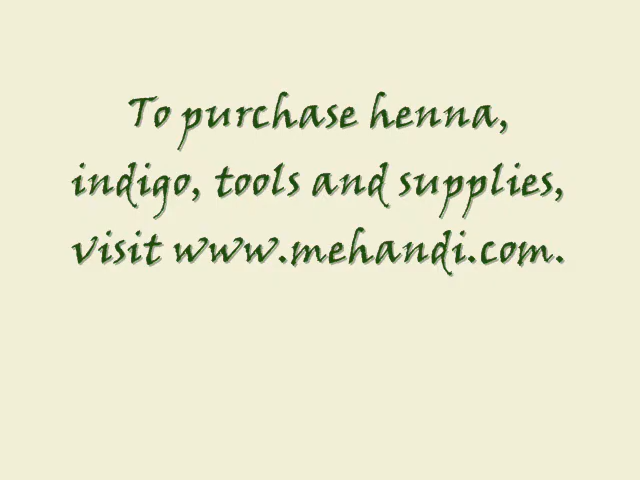 To purchase henna,
indigo, tools and supplies,
visit www.mehandi.com.